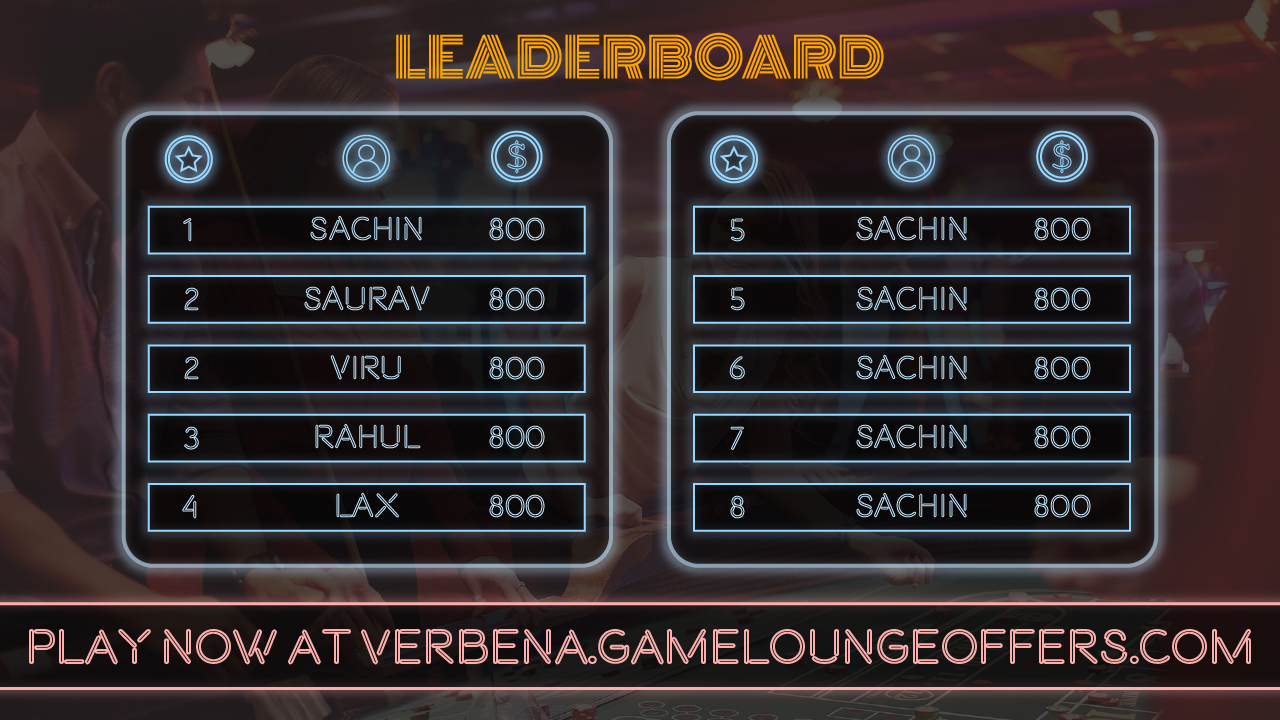 LEADERBOARD
1 SACHIN 800
2 SAURAV 800
2 VIRU 800
3 RAHUL 800
4 LAX 800
5 SACHIN 800
5 SACHIN 800
6 SACHIN 800
7 SACHIN 800
8 SACHIN 800
PLAY NOW AT VERBENA.GAMELOUNGEOFFERS.COM